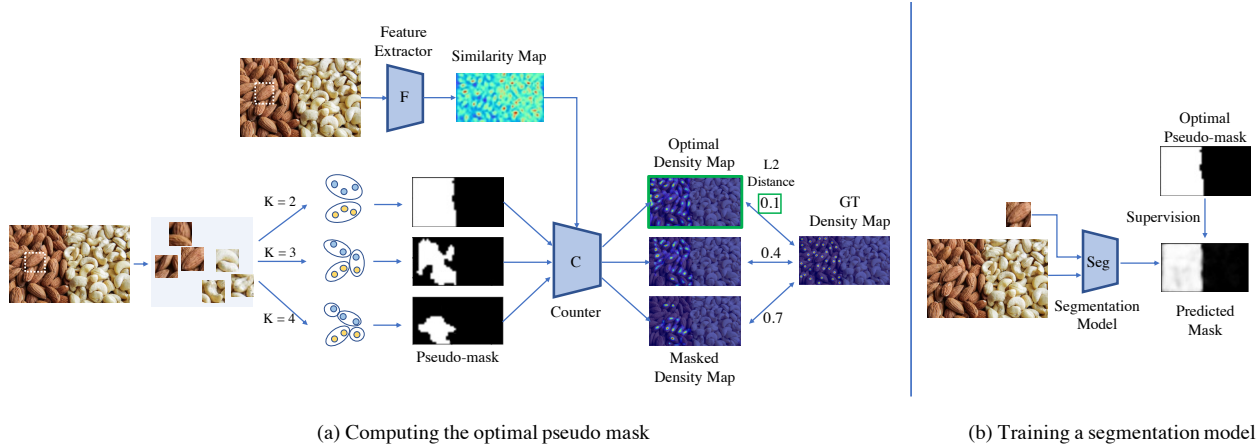 Feature
Extractor
Similarity Map
F
Optimal
Density Map
L2
Distance
0.1
GT
Density Map
K = 2
K = 3
K = 4
C
Counter
0.4
0.7
Pseudo-mask
Masked
Density Map
(a) Computing the optimal pseudo mask
Optimal
Pseudo-mask
Supervision
Seg
Segmentation
Model
Predicted
Mask
(b) Training a segmentation model